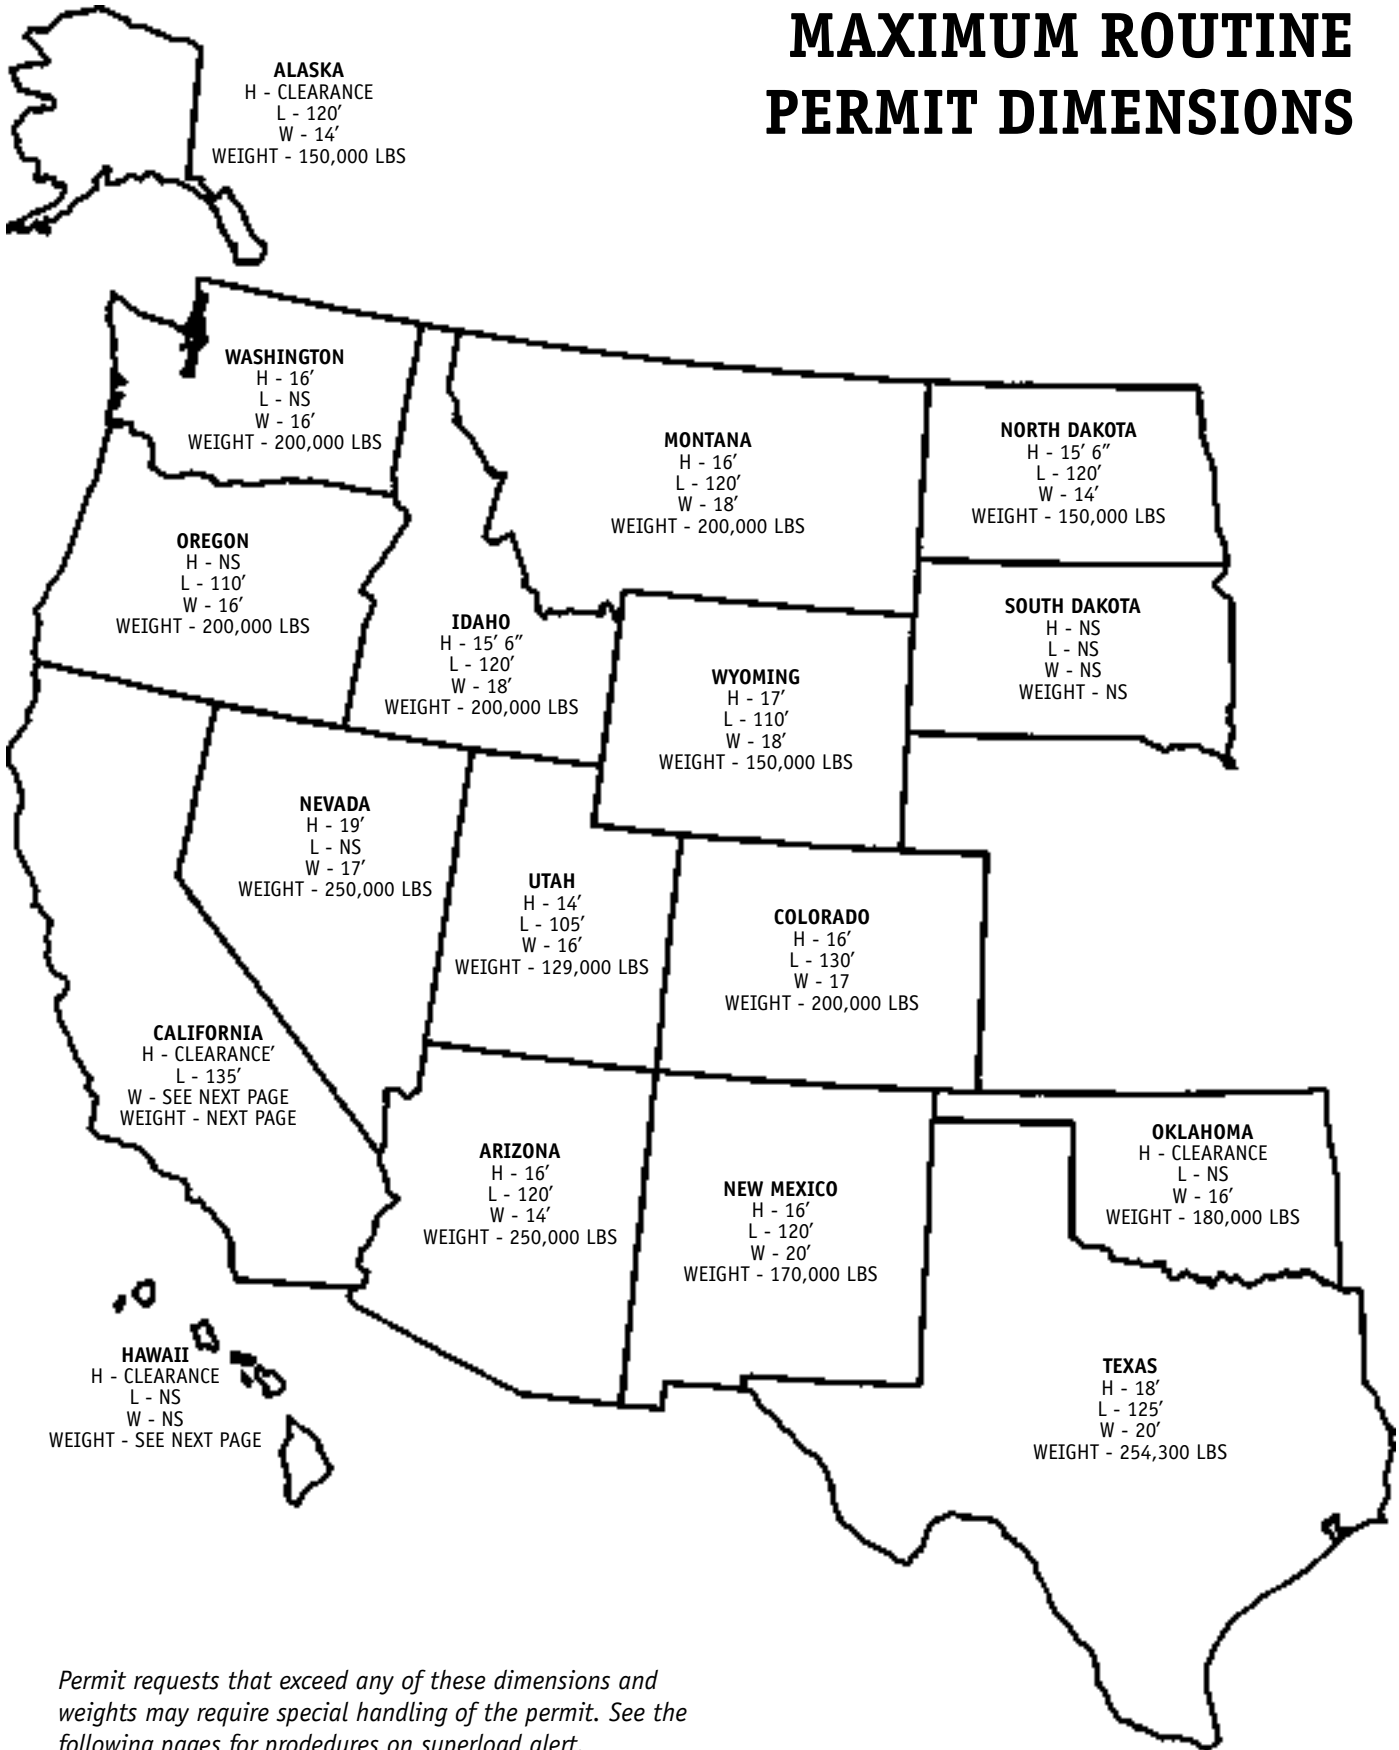 MAXIMUM ROUTINE
PERMIT DIMENSIONS
ALASKA
H - CLEARANCE
L - 120′
W - 14′
WEIGHT - 150,000 LBS
WASHINGTON
H - 16′
L - NS
W - 16′
WEIGHT - 200,000 LBS
MONTANA
H - 16′
L - 120′
W - 18′
WEIGHT - 200,000 LBS
NORTH DAKOTA
H - 15′ 6″
L - 120′
W - 14′
WEIGHT - 150,000 LBS
OREGON
H - NS
L - 110′
W - 16′
WEIGHT - 200,000 LBS
IDAHO
H - 15′ 6″
L - 120′
W - 18′
WEIGHT - 200,000 LBS
SOUTH DAKOTA
H - NS
L - NS
W - NS
WEIGHT - NS
WYOMING
H - 17′
L - 110′
W - 18′
WEIGHT - 150,000 LBS
NEVADA
H - 19′
L - NS
W - 17′
WEIGHT - 250,000 LBS
UTAH
H - 14′
L - 105′
W - 16′
WEIGHT - 129,000 LBS
COLORADO
H - 16′
L - 130′
W - 17
WEIGHT - 200,000 LBS
CALIFORNIA
H - CLEARANCE′
L - 135′
W - SEE NEXT PAGE
WEIGHT - NEXT PAGE
ARIZONA
H - 16′
L - 120′
W - 14′
WEIGHT - 250,000 LBS
NEW MEXICO
H - 16′
L - 120′
W - 20′
WEIGHT - 170,000 LBS
OKLAHOMA
H - CLEARANCE
L - NS
W - 16′
WEIGHT - 180,000 LBS
HAWAII
H - CLEARANCE
L - NS
W - NS
WEIGHT - SEE NEXT PAGE
TEXAS
H - 18′
L - 125′
W - 20′
WEIGHT - 254,300 LBS
Permit requests that exceed any of these dimensions and
weights may require special handling of the permit. See the
following pages for prodedures on superload alert.